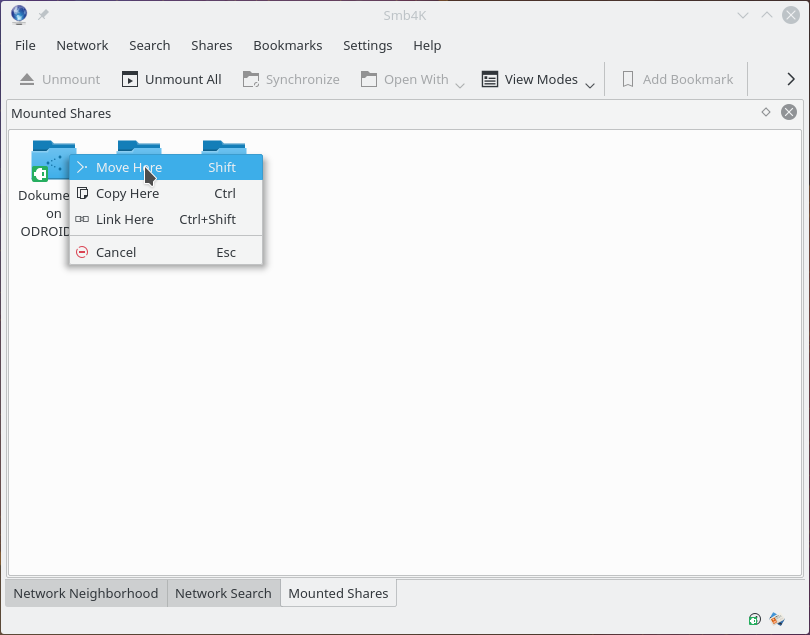 Smb4K
File Network Search Shares Bookmarks Settings Help
Unmount Unmount All Synchronize Open With View Modes Add Bookmark
Mounted Shares
Move Here Shift
Copy Here Ctrl
Link Here Ctrl+Shift
Cancel Esc
on
Network Neighborhood Network Search Mounted Shares